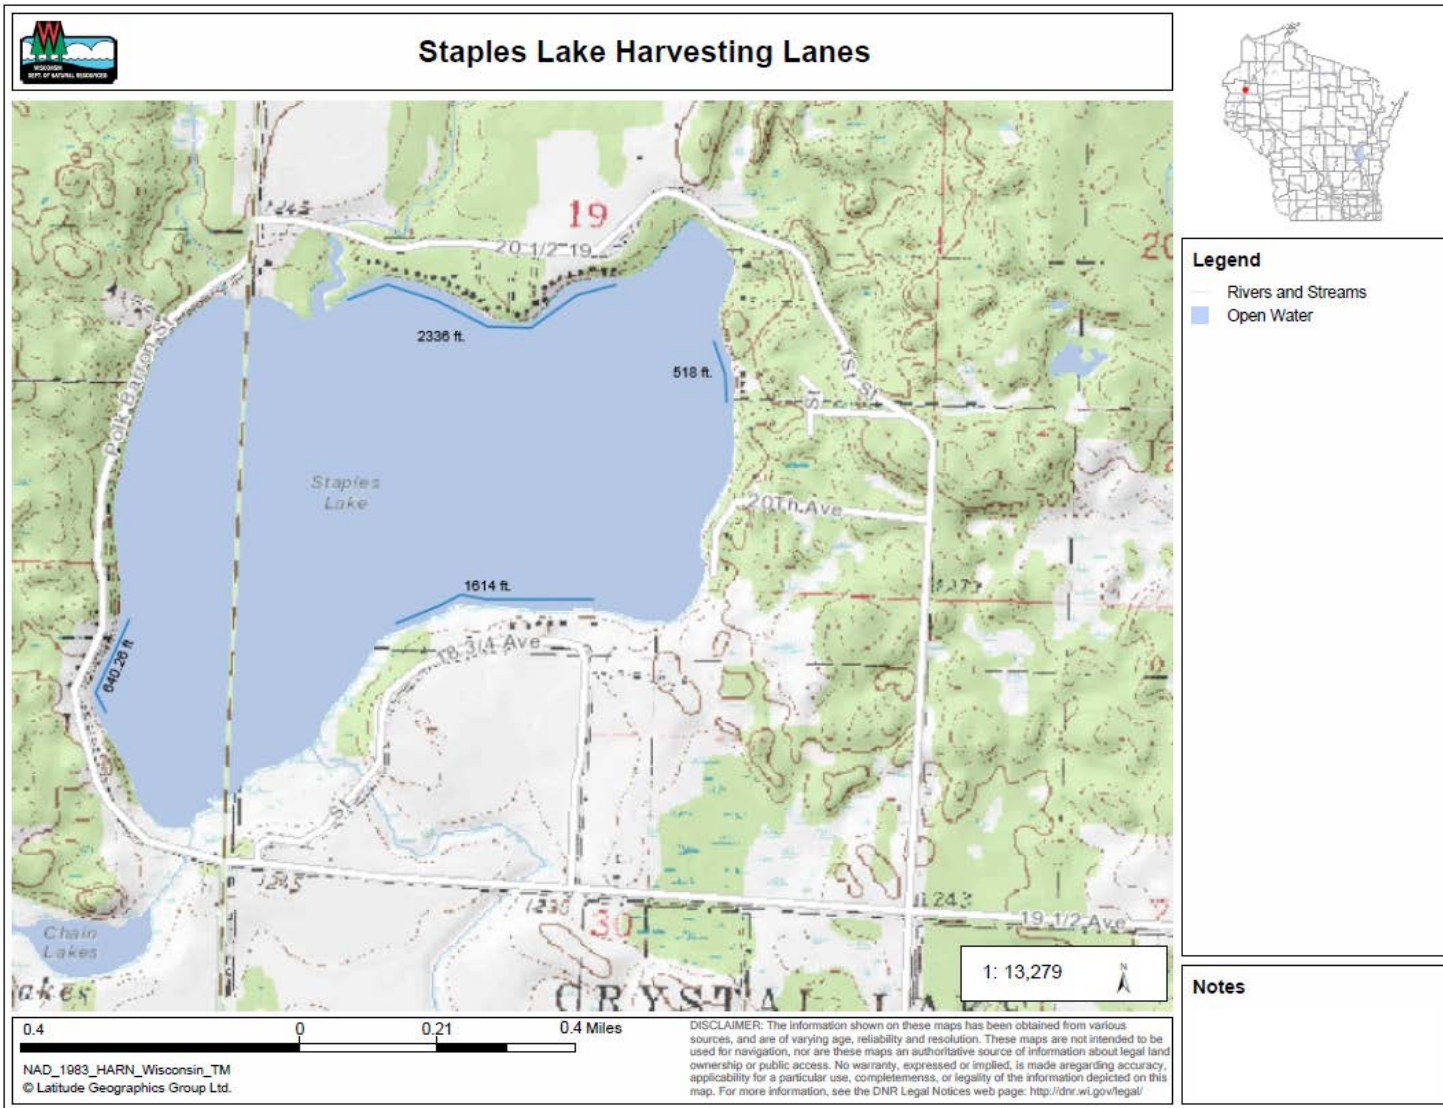 WISCONSIN
DEPT. OF NATURAL RESOURCES
Staples Lake Harvesting Lanes
1243
19
20 1/2 19
20
Polk Barron St
2336 ft.
518 ft.
1St St
St
Staples
Lake
20Th Ave
1614 ft.
18 3/4 Ave
640.26 ft
St
1245
30
1243
19 1/2 Ave
Chain
Lakes
akes
CRYSTAL LAKE
1: 13,279
N
Legend
Rivers and Streams
Open Water
Notes
0.4
0
0.21
0.4 Miles
NAD_1983_HARN_Wisconsin_TM
© Latitude Geographics Group Ltd.
DISCLAIMER: The information shown on these maps has been obtained from various
sources, and are of varying age, reliability and resolution. These maps are not intended to be
used for navigation, nor are these maps an authoritative source of information about legal land
ownership or public access. No warranty, expressed or implied, is made aregarding accuracy,
applicability for a particular use, completemenss, or legality of the information depicted on this
map. For more information, see the DNR Legal Notices web page: http://dnr.wi.gov/legal/